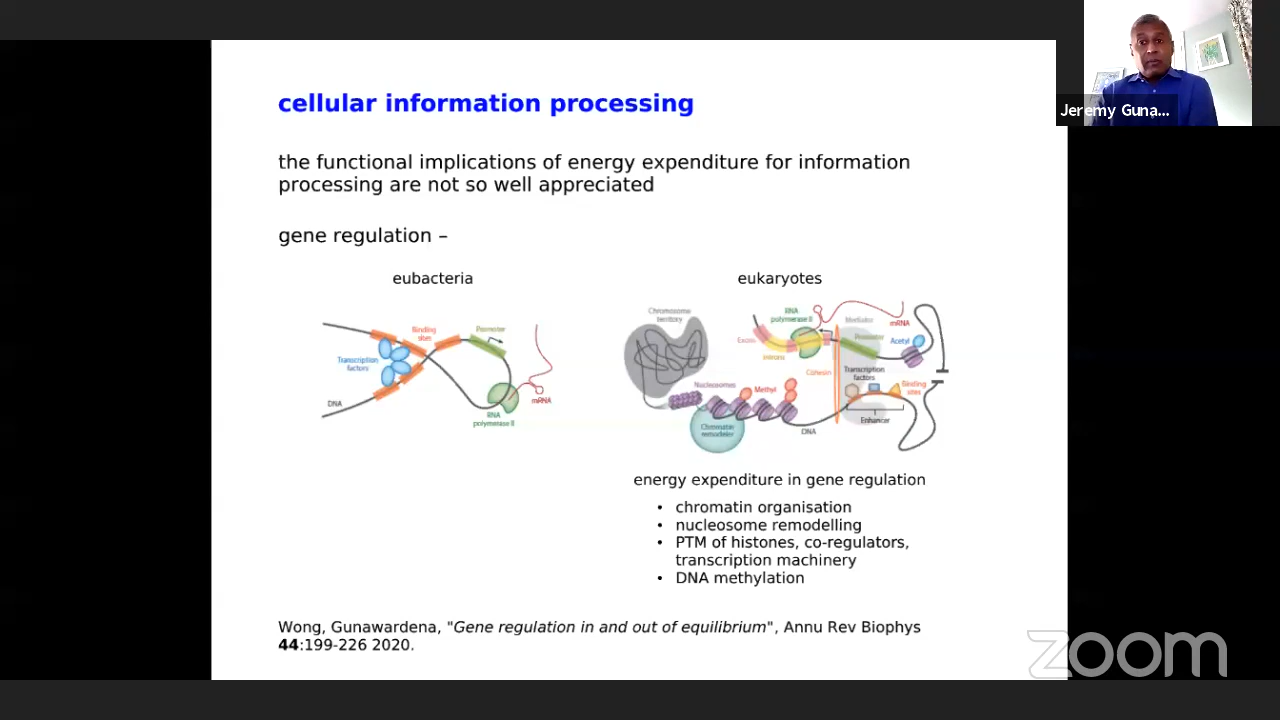 cellular information processing
the functional implications of energy expenditure for information
processing are not so well appreciated
gene regulation –
eubacteria
eukaryotes
Binding
sites
Promoter
Transcription
factors
DNA
RNA
polymerase II
mRNA
Chromosome
territory
RNA
polymerase II
Mediator
mRNA
Exons
Introns
Promoter
Acetyl
Cohesin
Transcription
factors
Binding
sites
Nucleosomes
Methyl
Enhancer
Chromatin
remodeler
DNA
energy expenditure in gene regulation
• chromatin organisation
• nucleosome remodelling
• PTM of histones, co-regulators,
transcription machinery
• DNA methylation
Wong, Gunawardena, "Gene regulation in and out of equilibrium", Annu Rev Biophys
44:199-226 2020.
Jeremy Guna...
zoom